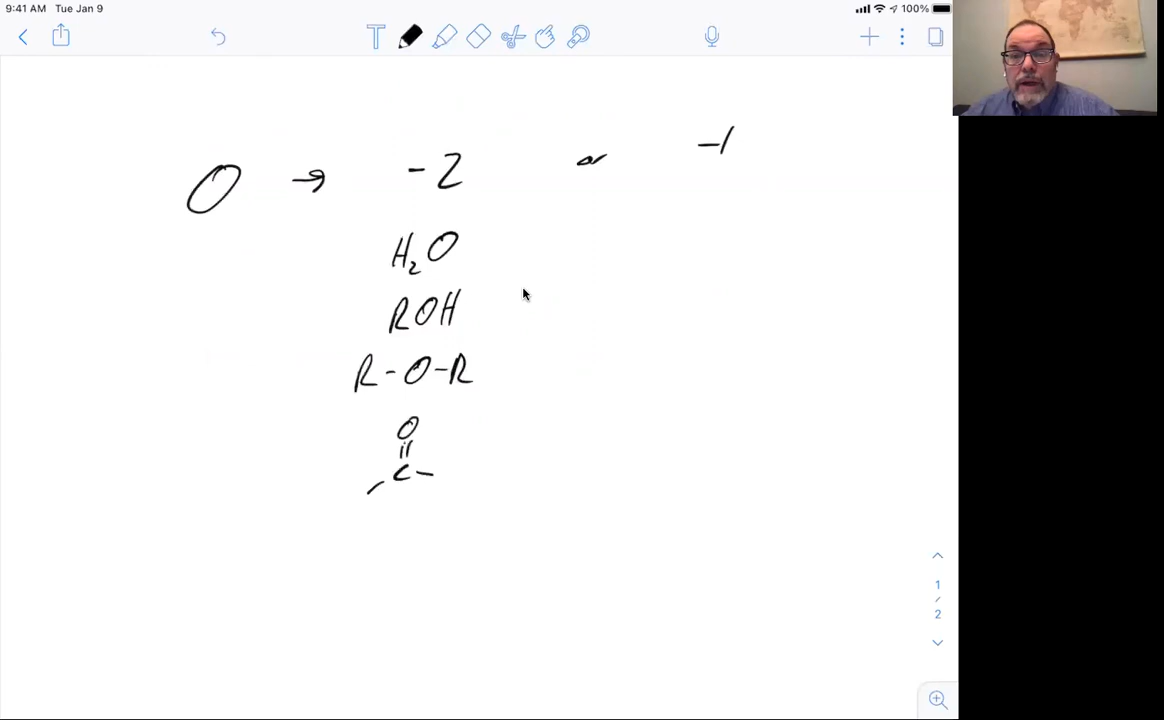 9:41 AM Tue Jan 9
100%
T
O → -2 or -1
H₂O
ROH
R-O-R
O
||
-C-
1
/
2